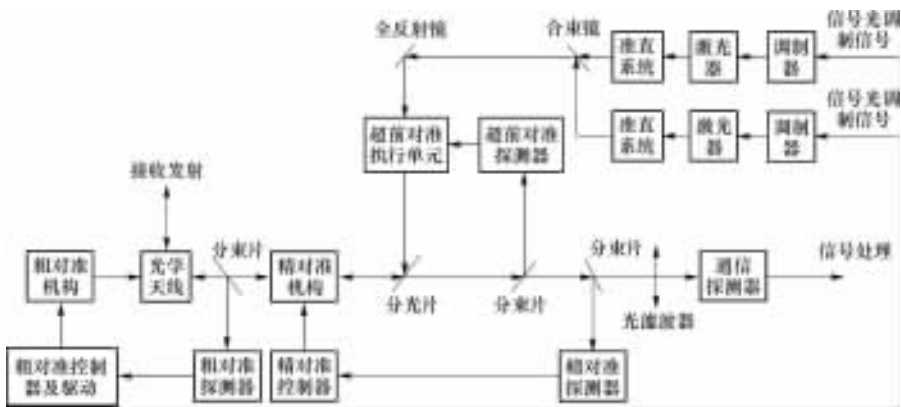 全反射镜
合束镜
准直
系统
激光
器
调制
器
信号光调
制信号
准直
系统
激光
器
调制
器
信号光调
制信号
超前对准
执行单元
超前对准
探测器
接收发射
粗对准
机构
光学
天线
分束片
精对准
机构
分光片
分束片
分束片
光滤波器
通信
探测器
信号处理
粗对准控制
器及驱动
粗对准
探测器
精对准
控制器
探测器